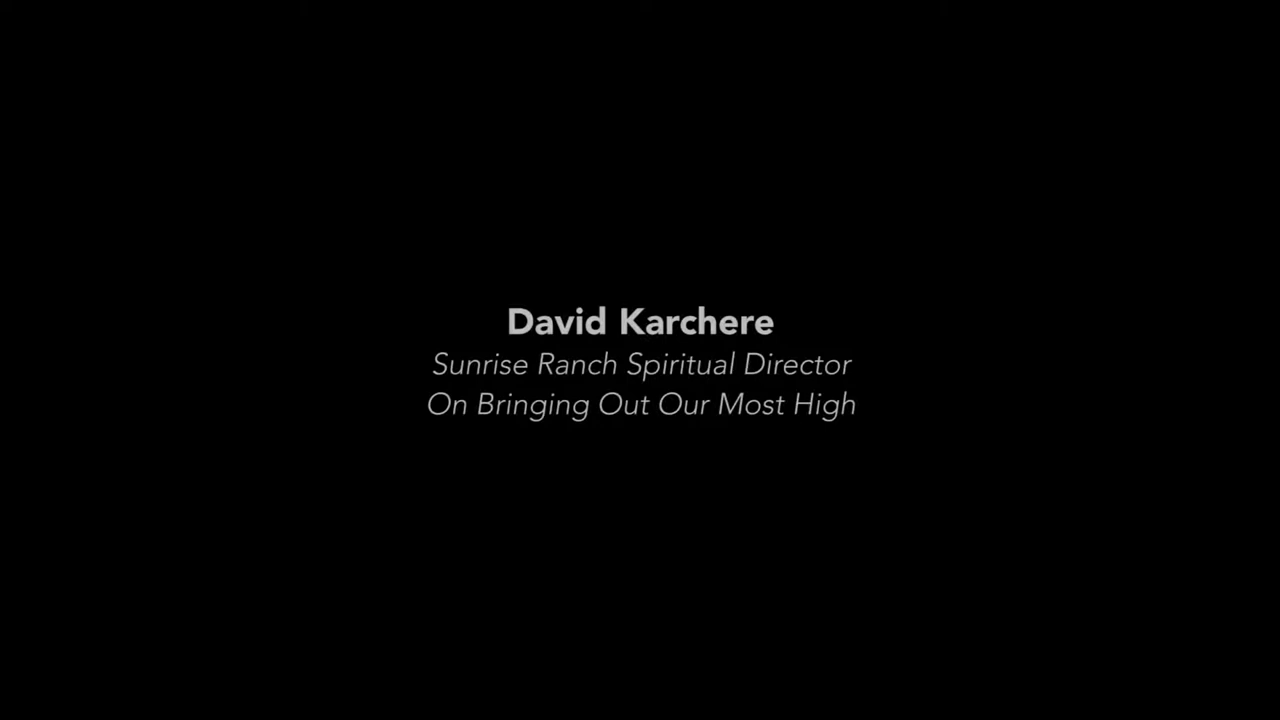 David Karchere
Sunrise Ranch Spiritual Director
On Bringing Out Our Most High